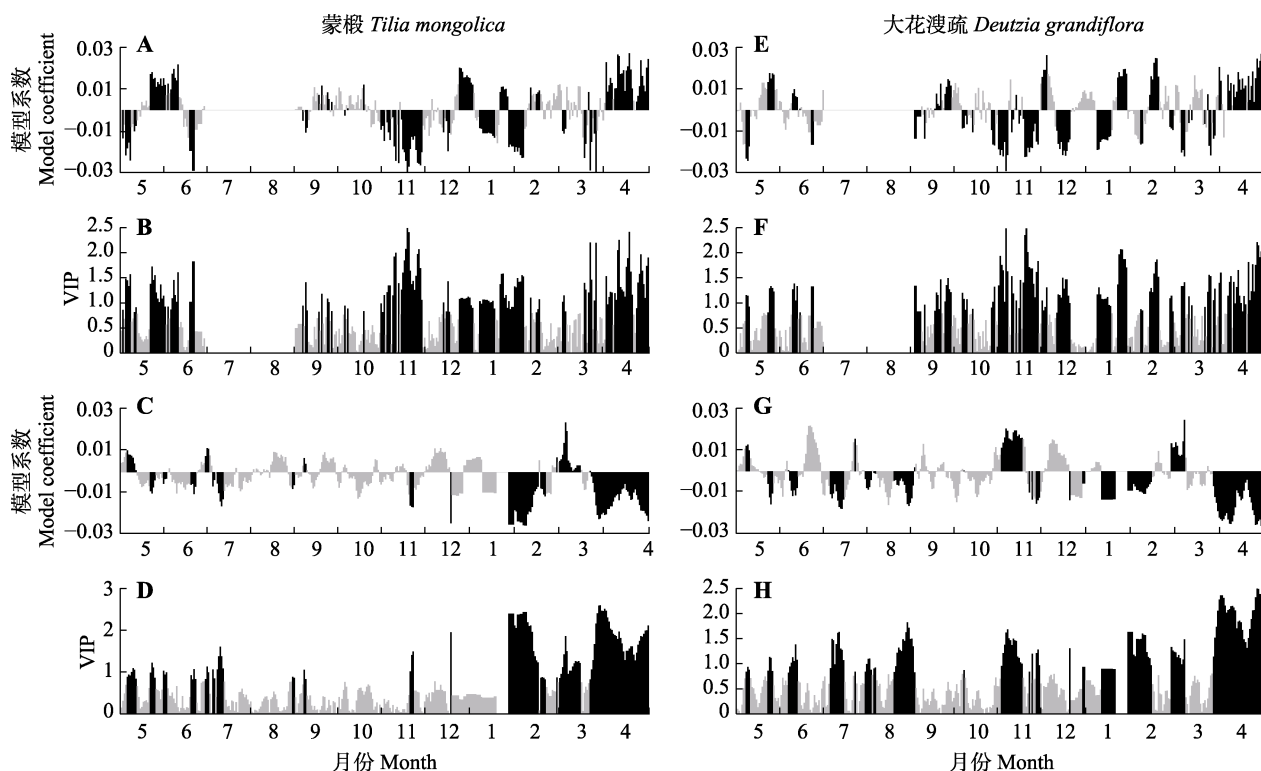 蒙椴 Tilia mongolica
大花溲疏 Deutzia grandiflora
A
模型系数
Model coefficient
0.03
0.01
−0.01
−0.03
5 6 7 8 9 10 11 12 1 2 3 4
E
0.03
0.01
−0.01
−0.03
5 6 7 8 9 10 11 12 1 2 3 4
B
VIP
2.5
2.0
1.5
1.0
0.5
0
5 6 7 8 9 10 11 12 1 2 3 4
F
2.5
2.0
1.5
1.0
0.5
0
5 6 7 8 9 10 11 12 1 2 3 4
C
模型系数
Model coefficient
0.03
0.01
−0.01
−0.03
5 6 7 8 9 10 11 12 1 2 3 4
G
0.03
0.01
−0.01
−0.03
5 6 7 8 9 10 11 12 1 2 3 4
D
VIP
3
2
1
0
5 6 7 8 9 10 11 12 1 2 3 4
月份 Month
H
2.5
2.0
1.5
1.0
0.5
0
5 6 7 8 9 10 11 12 1 2 3 4
月份 Month